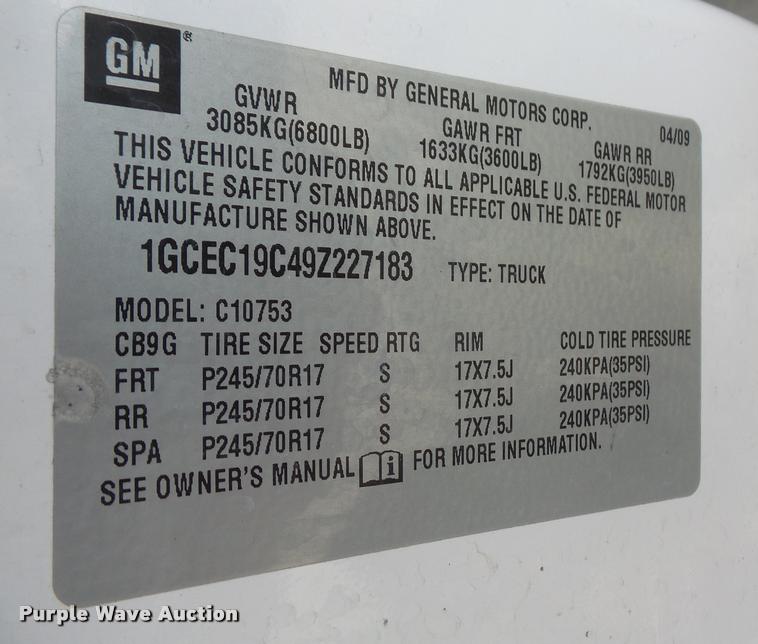 GM ®
MFD BY GENERAL MOTORS CORP. 04/09
GVWR GAWR FRT GAWR RR
3085KG(6800LB) 1633KG(3600LB) 1792KG(3950LB)
THIS VEHICLE CONFORMS TO ALL APPLICABLE U.S. FEDERAL MOTOR
VEHICLE SAFETY STANDARDS IN EFFECT ON THE DATE OF
MANUFACTURE SHOWN ABOVE.
1GCEC19C49Z227183 TYPE: TRUCK
MODEL: C10753
CB9G TIRE SIZE SPEED RTG RIM COLD TIRE PRESSURE
FRT P245/70R17 S 17X7.5J 240KPA(35PSI)
RR P245/70R17 S 17X7.5J 240KPA(35PSI)
SPA P245/70R17 S 17X7.5J 240KPA(35PSI)
SEE OWNER'S MANUAL i FOR MORE INFORMATION.
Purple Wave Auction